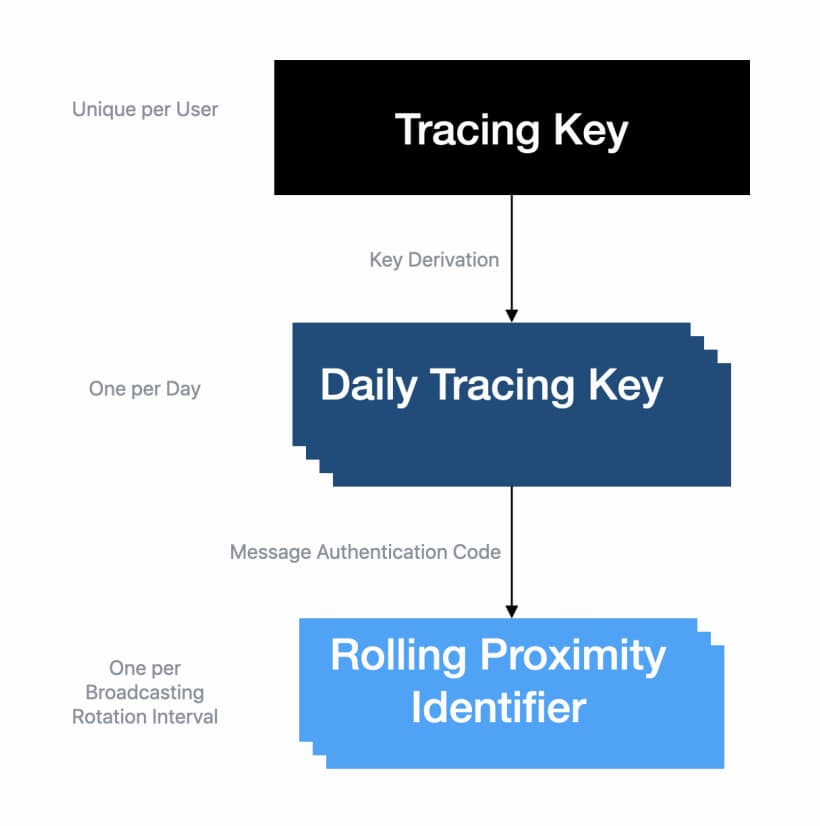 Unique per User
Tracing Key
Key Derivation
One per Day
Daily Tracing Key
Message Authentication Code
One per
Broadcasting
Rotation Interval
Rolling Proximity
Identifier